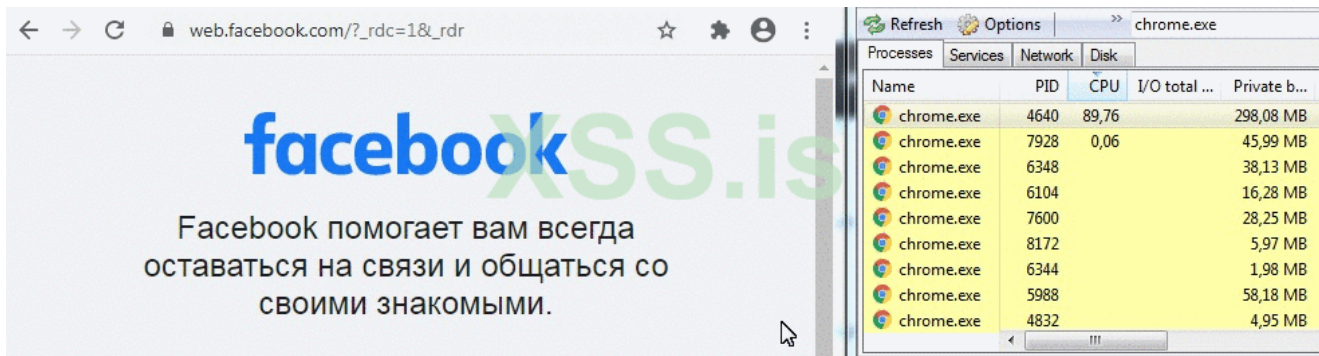 web.facebook.com/?_rdc=1&_rdr
facebook
Facebook помогает вам всегда
оставаться на связи и общаться со
своими знакомыми.
XSS.is
Refresh Options » chrome.exe
Processes Services Network Disk
Name PID CPU I/O total ... Private b...
chrome.exe 4640 89,76 298,08 MB
chrome.exe 7928 0,06 45,99 MB
chrome.exe 6348 38,13 MB
chrome.exe 6104 16,28 MB
chrome.exe 7600 28,25 MB
chrome.exe 8172 5,97 MB
chrome.exe 6344 1,98 MB
chrome.exe 5988 58,18 MB
chrome.exe 4832 4,95 MB